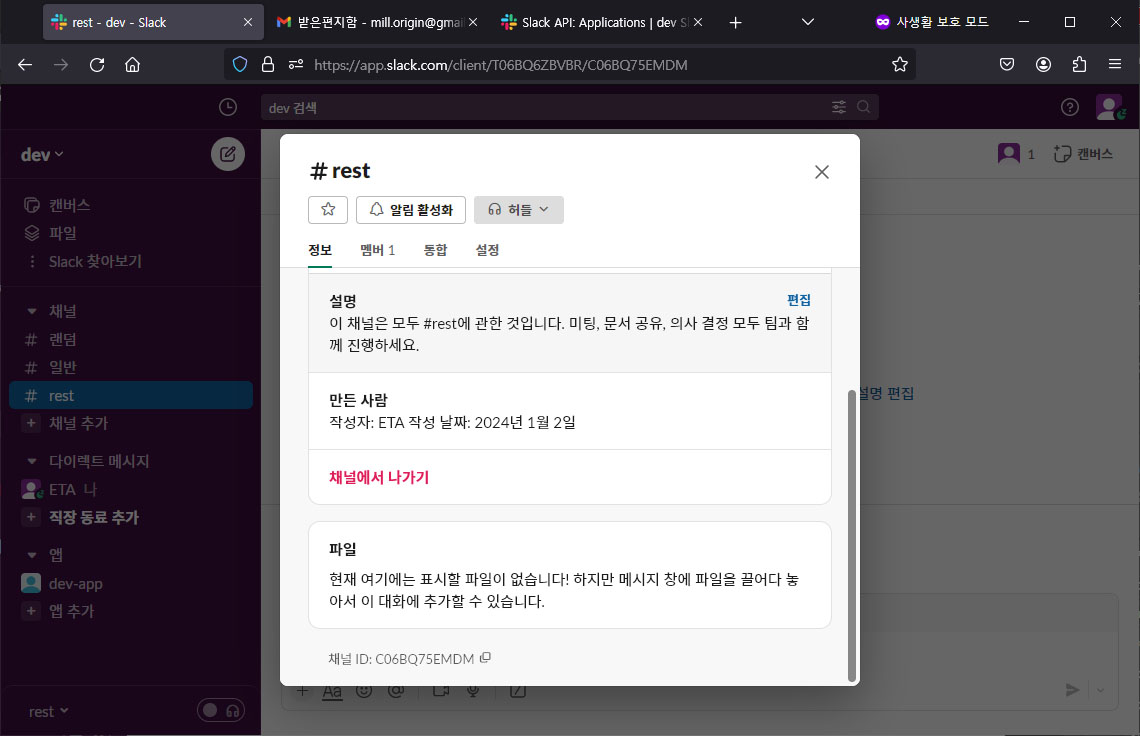 rest - dev - Slack
받은편지함 - mill.origin@gmai
Slack API: Applications | dev Sl
사생활 보호 모드
https://app.slack.com/client/T06BQ6ZBVBR/C06BQ75EMDM
dev 검색
dev
1
캔버스
캔버스
파일
Slack 찾아보기
채널
# 랜덤
# 일반
# rest
+ 채널 추가
다이렉트 메시지
ETA 나
+ 직장 동료 추가
앱
dev-app
+ 앱 추가
rest
# rest
알림 활성화
허들
정보
멤버 1
통합
설정
설명
편집
이 채널은 모두 #rest에 관한 것입니다. 미팅, 문서 공유, 의사 결정 모두 팀과 함
께 진행하세요.
만든 사람
작성자: ETA 작성 날짜: 2024년 1월 2일
채널에서 나가기
파일
현재 여기에는 표시할 파일이 없습니다! 하지만 메시지 창에 파일을 끌어다 놓
아서 이 대화에 추가할 수 있습니다.
채널 ID: C06BQ75EMDM
설명 편집
Aa